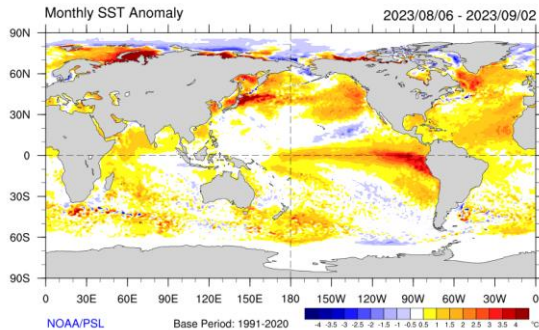 Monthly SST Anomaly 2023/08/06 - 2023/09/02
90N
60N
30N
0
30S
60S
90S
0 30E 60E 90E 120E 150E 180 150W 120W 90W 60W 30W 0
NOAA/PSL Base Period: 1991-2020
-4 -3.5 -3 -2.5 -2 -1.5 -1 -0.5 0.5 1 1.5 2 2.5 3 3.5 4 °C